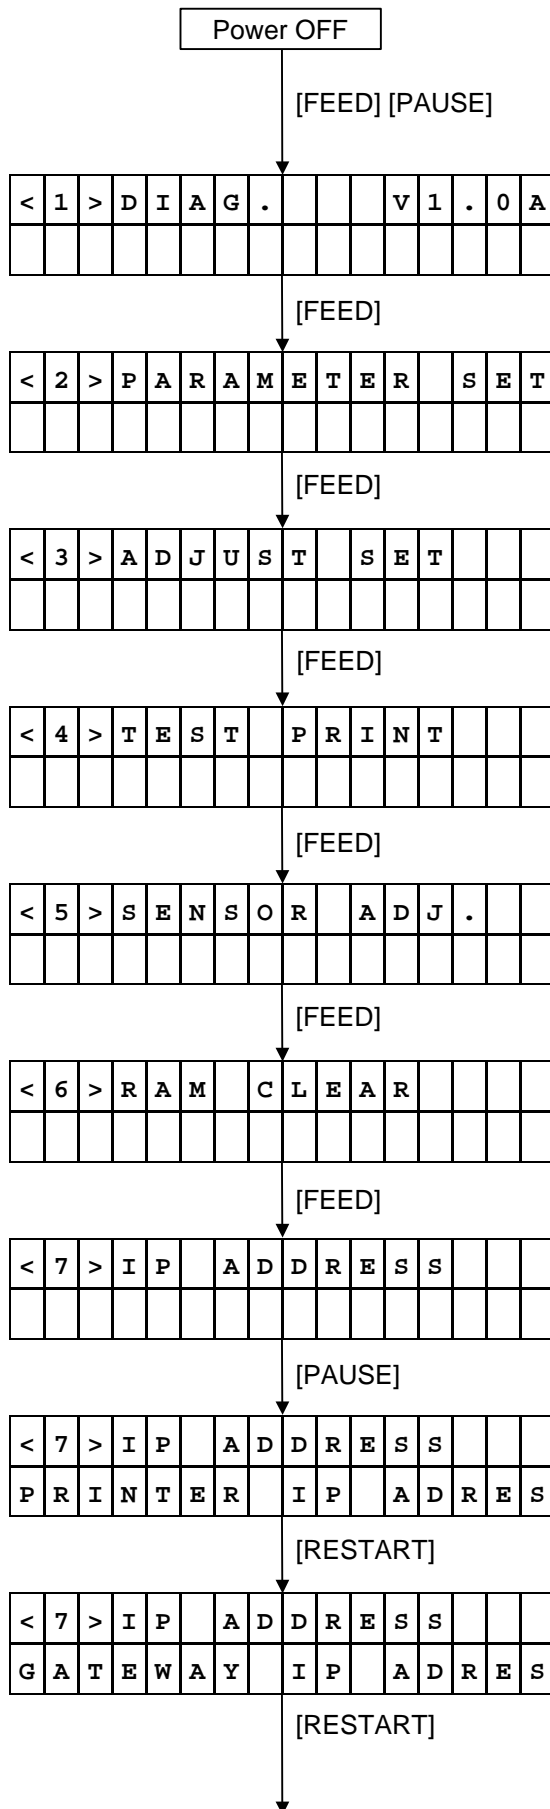 Power OFF
[FEED] [PAUSE]
<1>DIAG.   V1.0A
[FEED]
<2>PARAMETER SET
[FEED]
<3>ADJUST SET
[FEED]
<4>TEST PRINT
[FEED]
<5>SENSOR ADJ.
[FEED]
<6>RAM CLEAR
[FEED]
<7>IP ADDRESS
[PAUSE]
<7>IP ADDRESS
PRINTER IP ADRES
[RESTART]
<7>IP ADDRESS
GATEWAY IP ADRES
[RESTART]